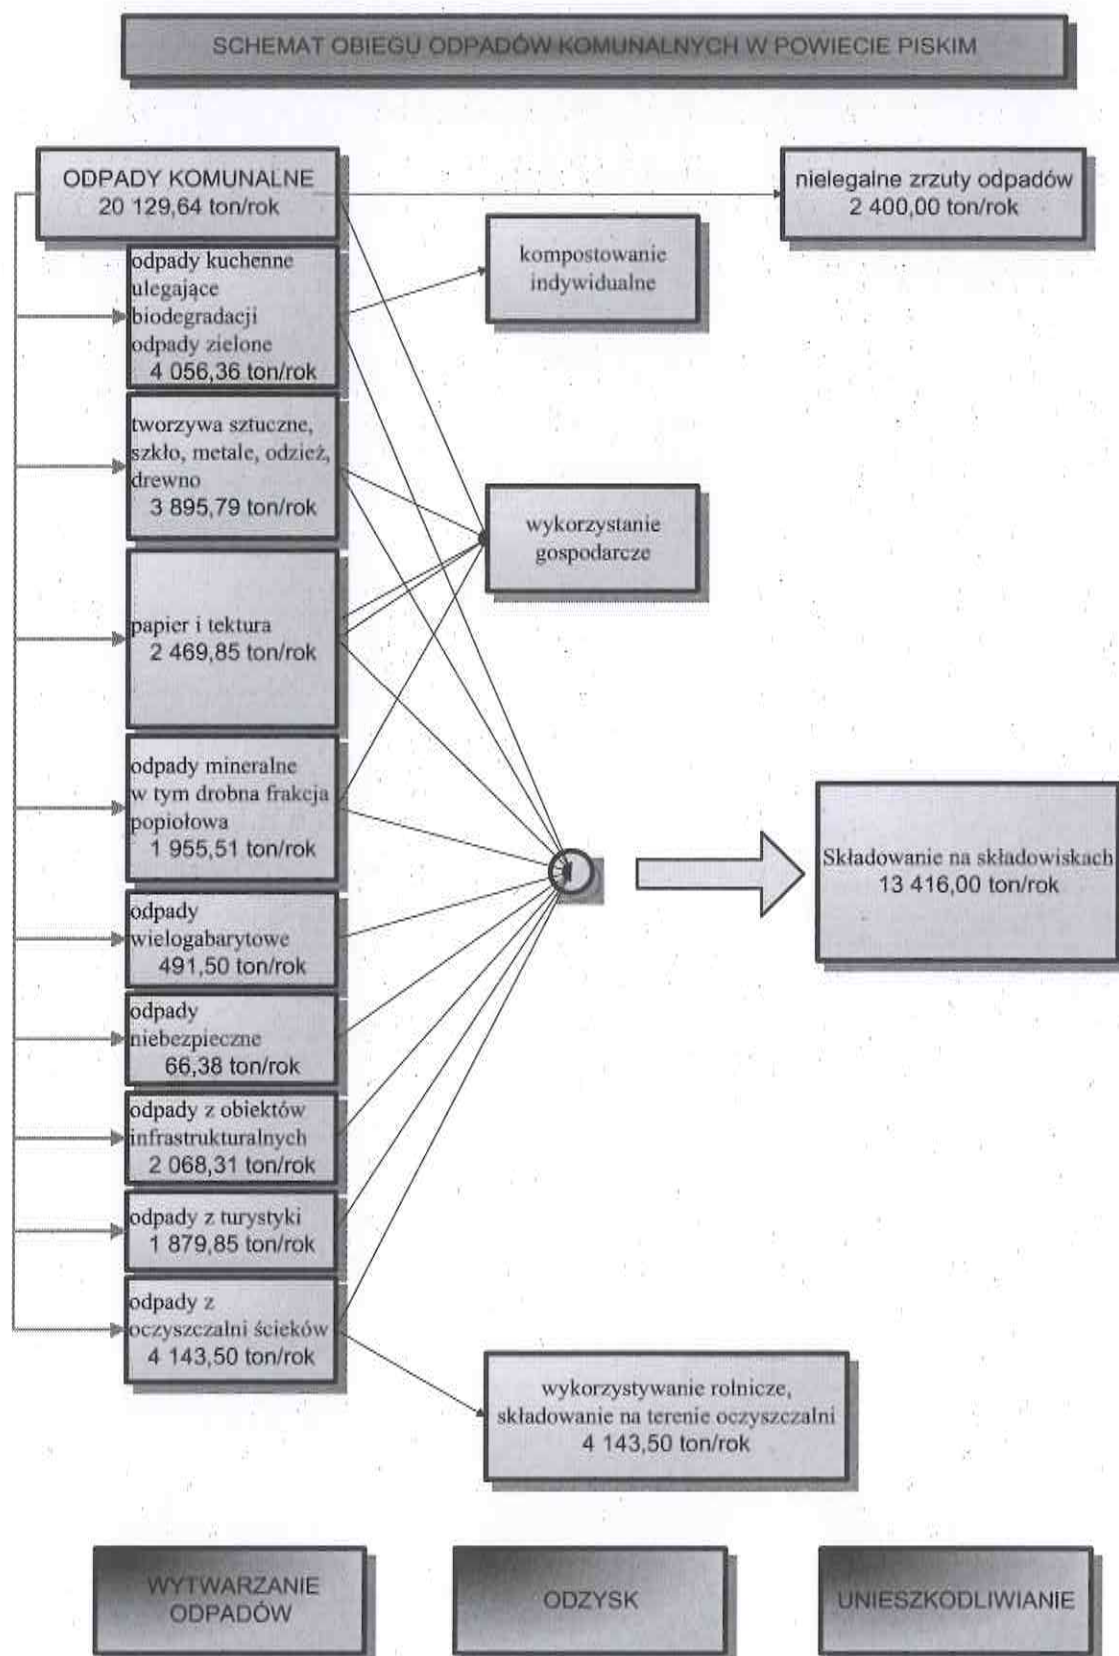 SCHEMAT OBIEGU ODPADÓW KOMUNALNYCH W POWIECIE PISKIM
ODPADY KOMUNALNE
20 129,64 ton/rok
nielegalne zrzuty odpadów
2 400,00 ton/rok
odpady kuchenne
ulegające
biodegradacji
odpady zielone
4 056,36 ton/rok
kompostowanie
indywidualne
tworzywa sztuczne,
szkło, metale, odzież,
drewno
3 895,79 ton/rok
wykorzystanie
gospodarcze
papier i tektura
2 469,85 ton/rok
odpady mineralne
w tym drobna frakcja
popiołowa
1 955,51 ton/rok
Składowanie na składowiskach
13 416,00 ton/rok
odpady
wielogabarytowe
491,50 ton/rok
odpady
niebezpieczne
66,38 ton/rok
odpady z obiektów
infrastrukturalnych
2 068,31 ton/rok
odpady z turystyki
1 879,85 ton/rok
odpady z
oczyszczalni ścieków
4 143,50 ton/rok
wykorzystywanie rolnicze,
składowanie na terenie oczyszczalni
4 143,50 ton/rok
WYTWARZANIE
ODPADÓW
ODZYSK
UNIESZKODLIWIANIE